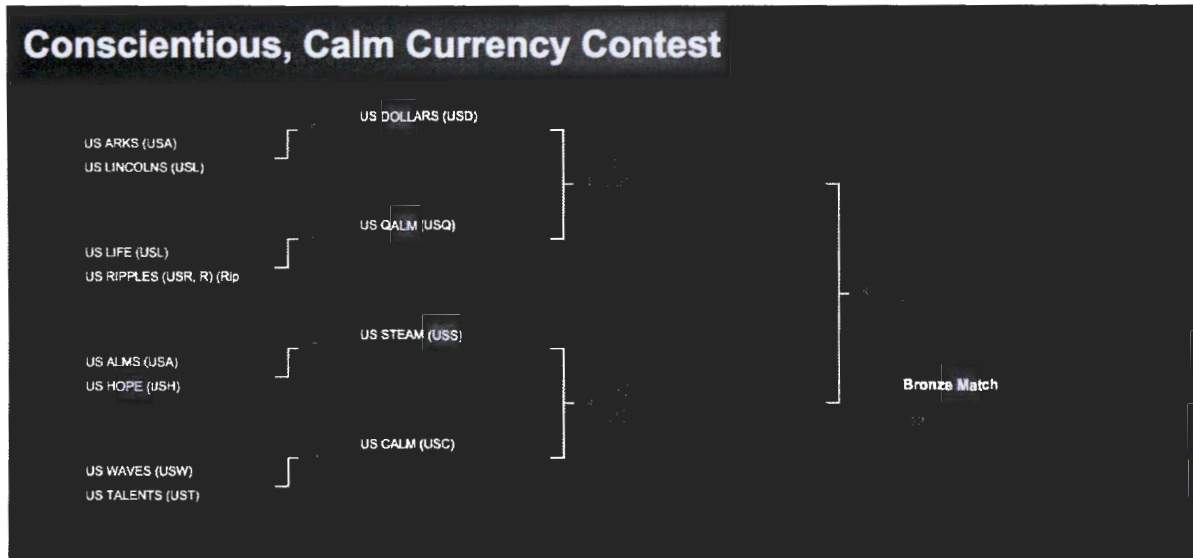 Conscientious, Calm Currency Contest
US DOLLARS (USD)
US ARKS (USA)
US LINCOLNS (USL)
US QALM (USQ)
US LIFE (USL)
US RIPPLES (USR, R) (Rip
US STEAM (USS)
US ALMS (USA)
US HOPE (USH)
Bronze Match
US CALM (USC)
US WAVES (USW)
US TALENTS (UST)